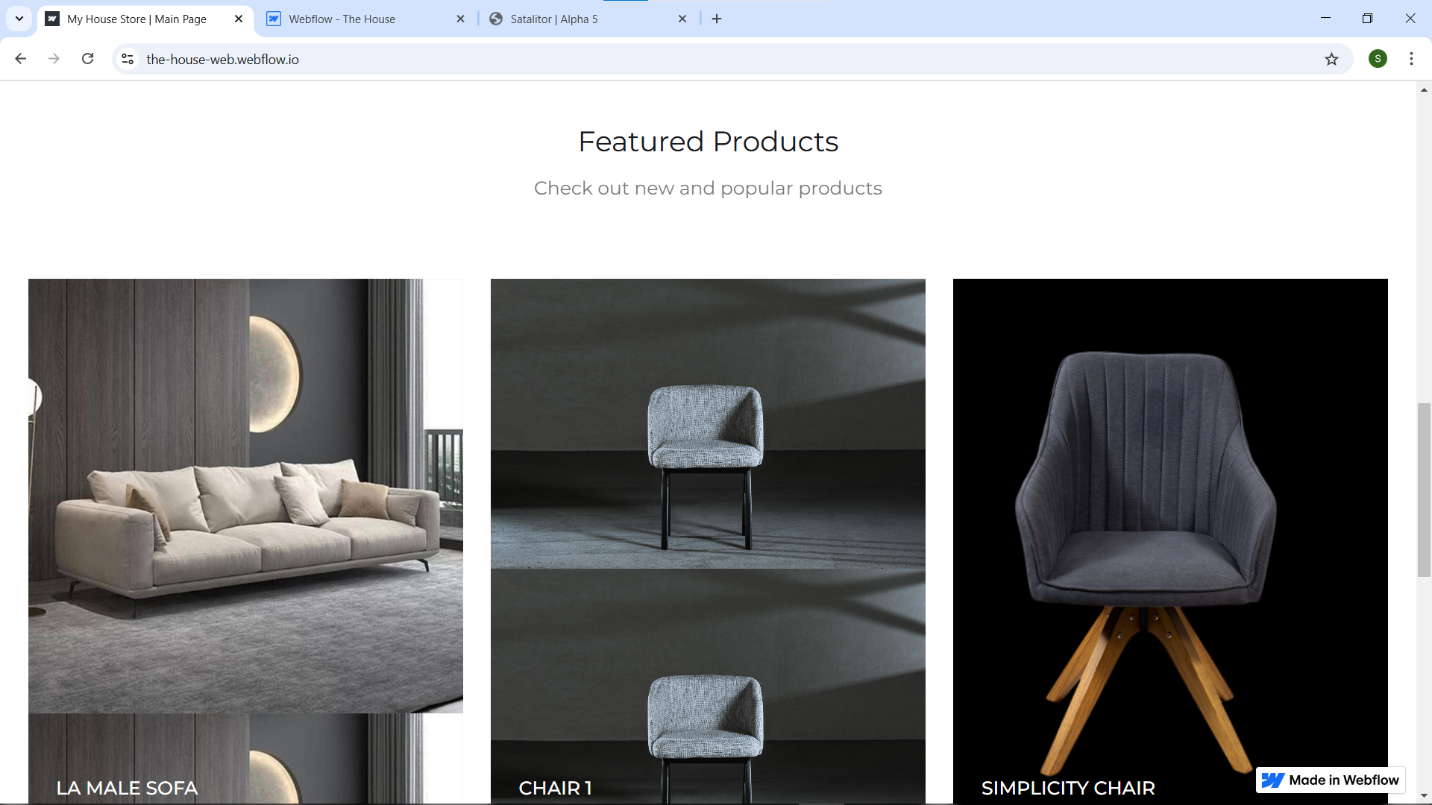 My House Store | Main Page
Webflow - The House
Satalitor | Alpha 5
the-house-web.webflow.io
S
Featured Products
Check out new and popular products
LA MALE SOFA
CHAIR 1
SIMPLICITY CHAIR
Made in Webflow